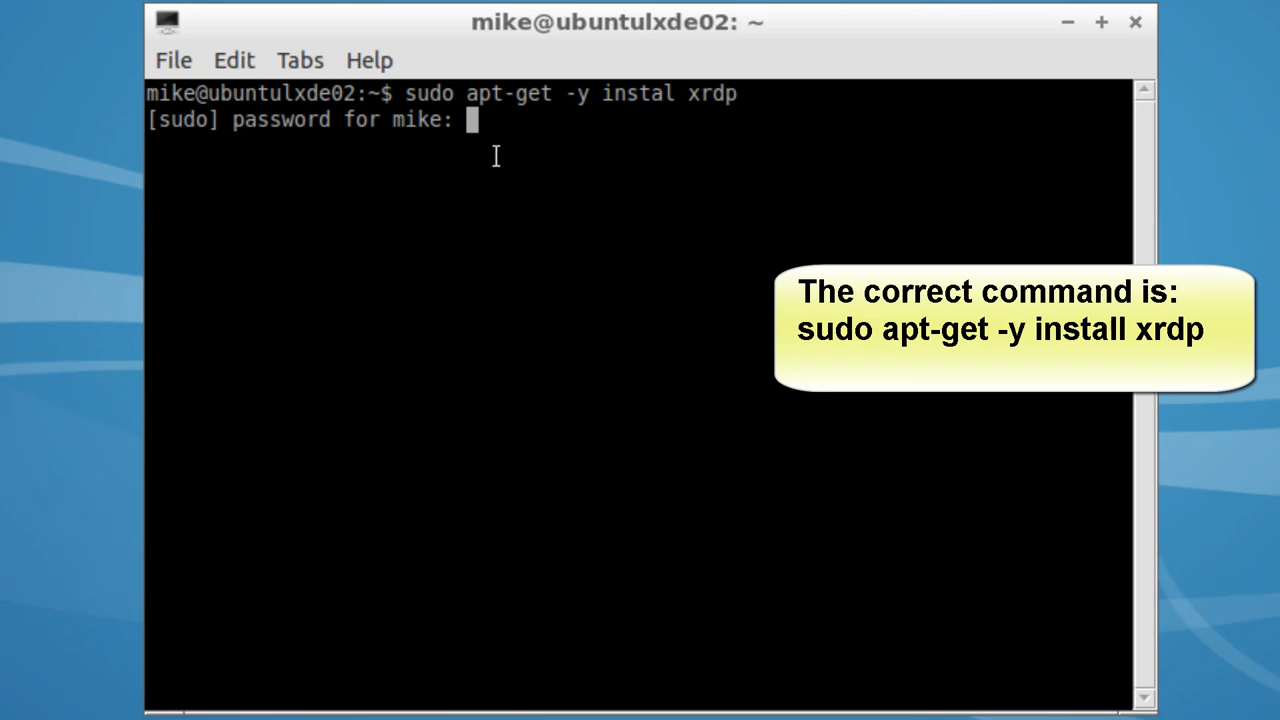 mike@ubuntulxde02: ~
File Edit Tabs Help
mike@ubuntulxde02:~$ sudo apt-get -y instal xrdp
[sudo] password for mike:
The correct command is:
sudo apt-get -y install xrdp